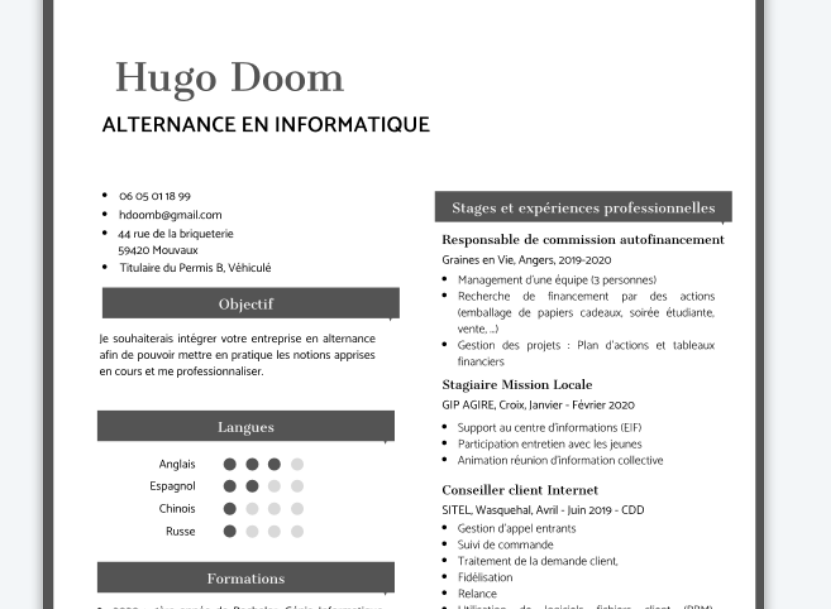 Hugo Doom
ALTERNANCE EN INFORMATIQUE
06 05 01 18 99
hdoomb@gmail.com
44 rue de la briqueterie
59420 Mouvaux
Titulaire du Permis B, Véhiculé
Objectif
Je souhaiterais intégrer votre entreprise en alternance
afin de pouvoir mettre en pratique les notions apprises
en cours et me professionnaliser.
Langues
Anglais
Espagnol
Chinois
Russe
Formations
Stages et expériences professionnelles
Responsable de commission autofinancement
Graines en Vie, Angers, 2019-2020
Management d'une équipe (3 personnes)
Recherche de financement par des actions
(emballage de papiers cadeaux, soirée étudiante,
vente, ...)
Gestion des projets : Plan d'actions et tableaux
financiers
Stagiaire Mission Locale
GIP AGIRE, Croix, Janvier - Février 2020
Support au centre d'informations (EIF)
Participation entretien avec les jeunes
Animation réunion d'information collective
Conseiller client Internet
SITEL, Wasquehal, Avril - Juin 2019 - CDD
Gestion d'appel entrants
Suivi de commande
Traitement de la demande client,
Fidélisation
Relance